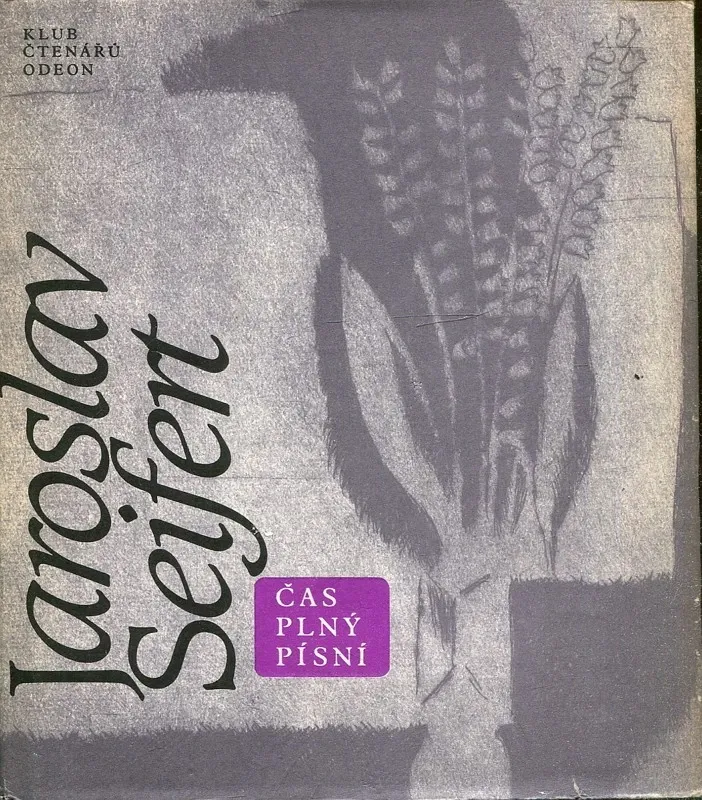 KLUB
ČTENÁŘŮ
ODEON
Jaroslav
Seifert
ČAS
PLNÝ
PÍSNÍ